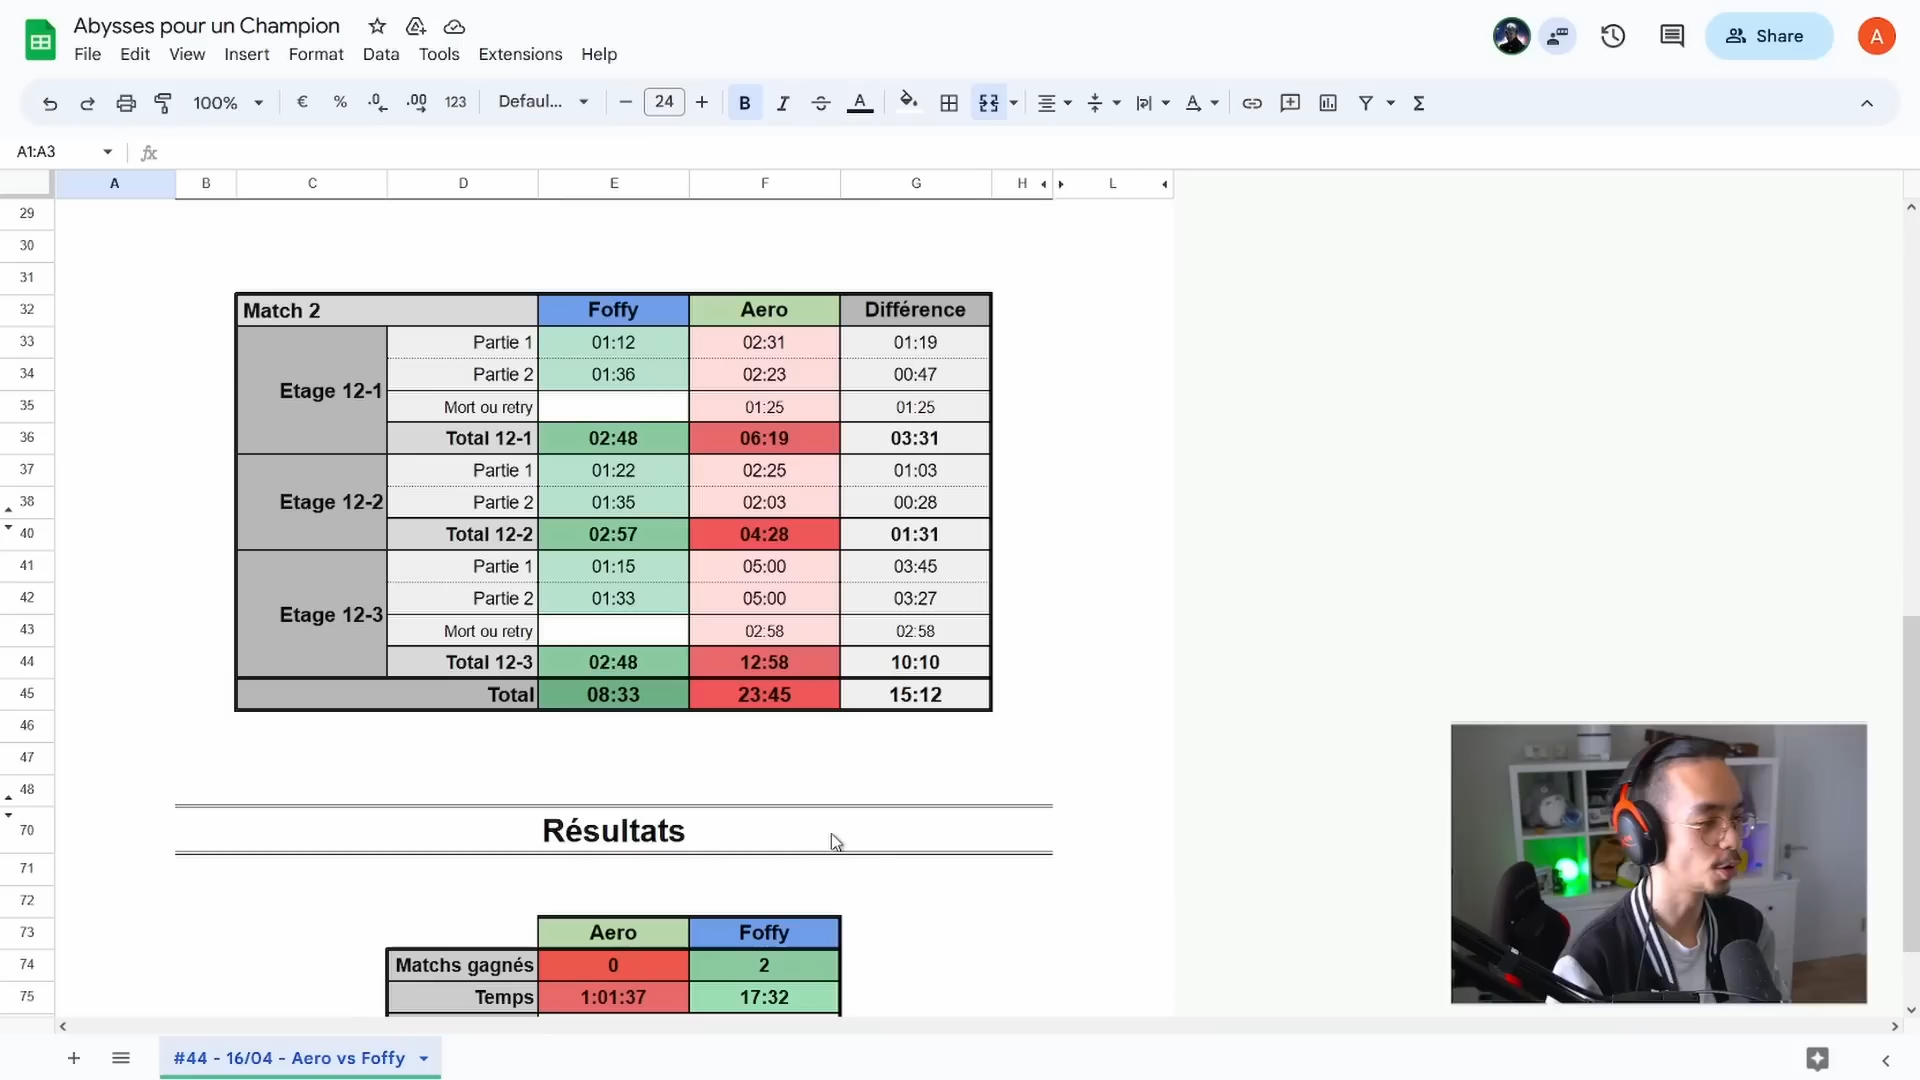 Abysses pour un Champion
File Edit View Insert Format Data Tools Extensions Help
Share
A
100% € % .0 .00 123 Defaul... − 24 + B I A A Σ
A1:A3 fx
A B C D E F G H L
29
30
31
32 Match 2 Foffy Aero Différence
33 Partie 1 01:12 02:31 01:19
34 Partie 2 01:36 02:23 00:47
Etage 12-1
35 Mort ou retry 01:25 01:25
36 Total 12-1 02:48 06:19 03:31
37 Partie 1 01:22 02:25 01:03
38 Etage 12-2 Partie 2 01:35 02:03 00:28
40 Total 12-2 02:57 04:28 01:31
41 Partie 1 01:15 05:00 03:45
42 Partie 2 01:33 05:00 03:27
Etage 12-3
43 Mort ou retry 02:58 02:58
44 Total 12-3 02:48 12:58 10:10
45 Total 08:33 23:45 15:12
46
47
48
70 Résultats
71
72
73 Aero Foffy
74 Matchs gagnés 0 2
75 Temps 1:01:37 17:32
#44 - 16/04 - Aero vs Foffy